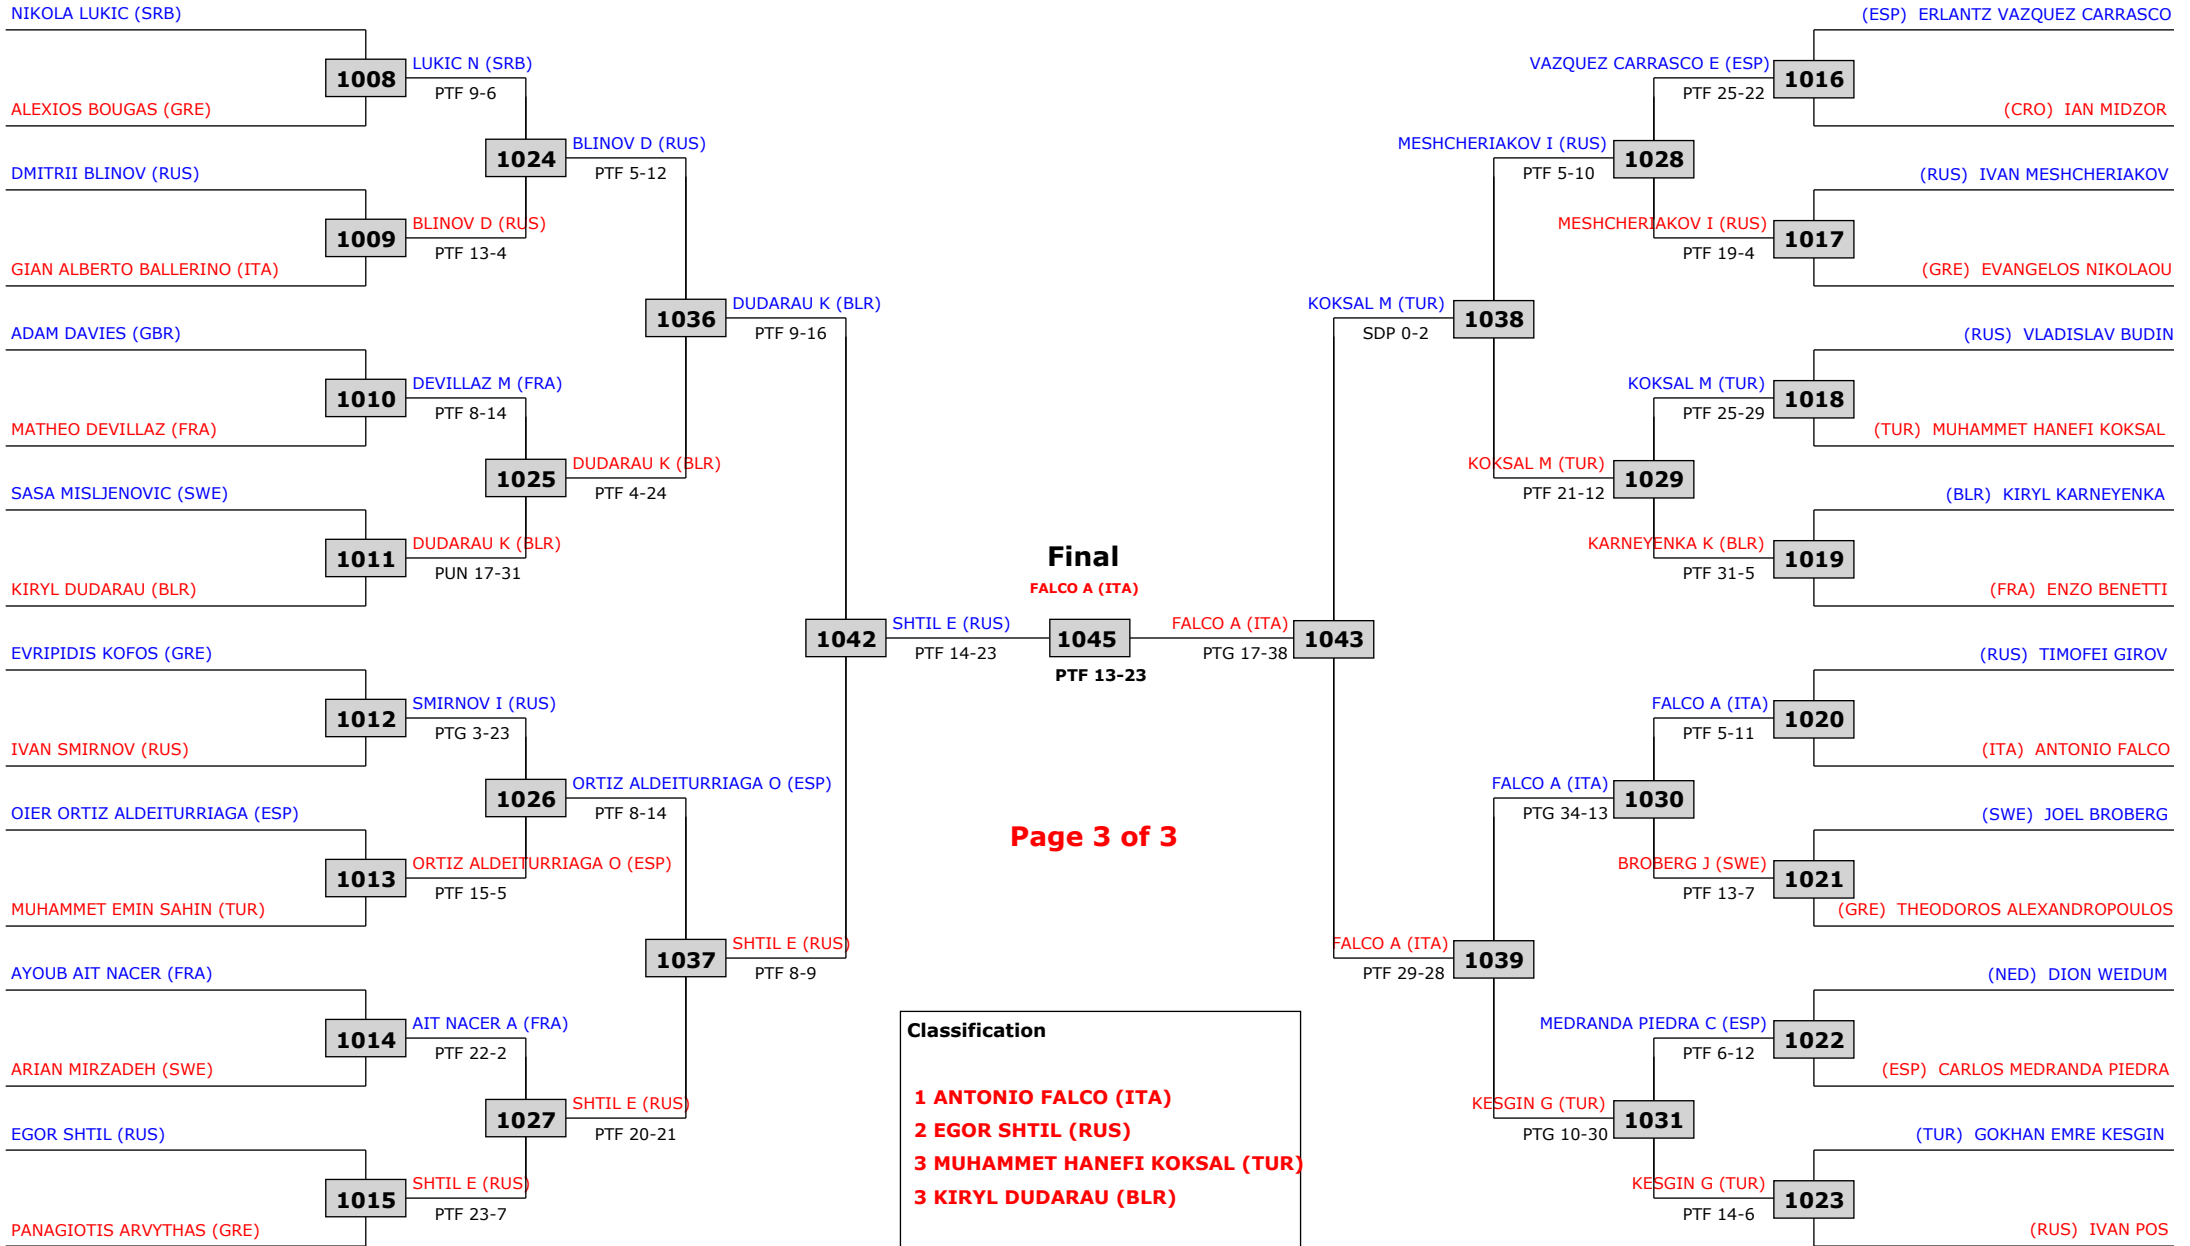 NIKOLA LUKIC (SRB)
1008
LUKIC N (SRB)
PTF 9-6
ALEXIOS BOUGAS (GRE)
1024
BLINOV D (RUS)
PTF 5-12
DMITRII BLINOV (RUS)
1009
BLINOV D (RUS)
PTF 13-4
GIAN ALBERTO BALLERINO (ITA)
1036
DUDARAU K (BLR)
PTF 9-16
ADAM DAVIES (GBR)
1010
DEVILLAZ M (FRA)
PTF 8-14
MATHEO DEVILLAZ (FRA)
1025
DUDARAU K (BLR)
PTF 4-24
SASA MISLJENOVIC (SWE)
1011
DUDARAU K (BLR)
PUN 17-31
KIRYL DUDARAU (BLR)
1042
SHTIL E (RUS)
PTF 14-23
EVRIPIDIS KOFOS (GRE)
1012
SMIRNOV I (RUS)
PTG 3-23
IVAN SMIRNOV (RUS)
1026
ORTIZ ALDEITURRIAGA O (ESP)
PTF 8-14
OIER ORTIZ ALDEITURRIAGA (ESP)
1013
ORTIZ ALDEITURRIAGA O (ESP)
PTF 15-5
MUHAMMET EMIN SAHIN (TUR)
1037
SHTIL E (RUS)
PTF 8-9
AYOUB AIT NACER (FRA)
1014
AIT NACER A (FRA)
PTF 22-2
ARIAN MIRZADEH (SWE)
1027
SHTIL E (RUS)
PTF 20-21
EGOR SHTIL (RUS)
1015
SHTIL E (RUS)
PTF 23-7
PANAGIOTIS ARVYTHAS (GRE)
Final
FALCO A (ITA)
1045
PTF 13-23
Page 3 of 3
Classification
1 ANTONIO FALCO (ITA)
2 EGOR SHTIL (RUS)
3 MUHAMMET HANEFI KOKSAL (TUR)
3 KIRYL DUDARAU (BLR)
(ESP) ERLANTZ VAZQUEZ CARRASCO
VAZQUEZ CARRASCO E (ESP)
1016
PTF 25-22
(CRO) IAN MIDZOR
MESHCHERIAKOV I (RUS)
1028
PTF 5-10
(RUS) IVAN MESHCHERIAKOV
MESHCHERIAKOV I (RUS)
1017
PTF 19-4
(GRE) EVANGELOS NIKOLAOU
KOKSAL M (TUR)
1038
SDP 0-2
(RUS) VLADISLAV BUDIN
KOKSAL M (TUR)
1018
PTF 25-29
(TUR) MUHAMMET HANEFI KOKSAL
KOKSAL M (TUR)
1029
PTF 21-12
(BLR) KIRYL KARNEYENKA
KARNEYENKA K (BLR)
1019
PTF 31-5
(FRA) ENZO BENETTI
FALCO A (ITA)
1043
PTG 17-38
(RUS) TIMOFEI GIROV
FALCO A (ITA)
1020
PTF 5-11
(ITA) ANTONIO FALCO
FALCO A (ITA)
1030
PTG 34-13
(SWE) JOEL BROBERG
BROBERG J (SWE)
1021
PTF 13-7
(GRE) THEODOROS ALEXANDROPOULOS
FALCO A (ITA)
1039
PTF 29-28
(NED) DION WEIDUM
MEDRANDA PIEDRA C (ESP)
1022
PTF 6-12
(ESP) CARLOS MEDRANDA PIEDRA
KESGIN G (TUR)
1031
PTG 10-30
(TUR) GOKHAN EMRE KESGIN
KESGIN G (TUR)
1023
PTF 14-6
(RUS) IVAN POS